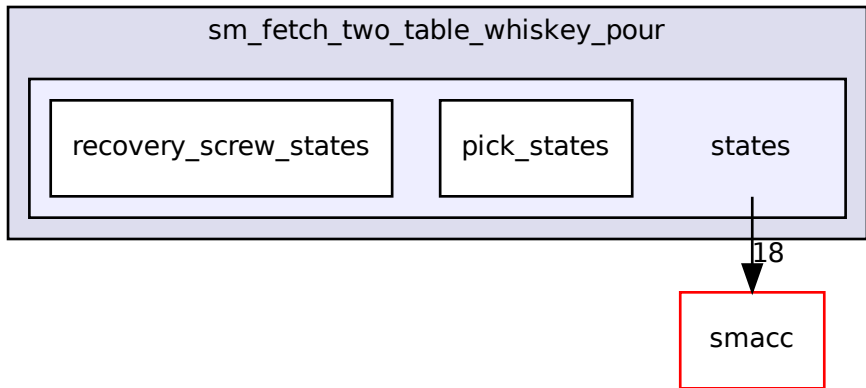 sm_fetch_two_table_whiskey_pour
recovery_screw_states
pick_states
states
18
smacc